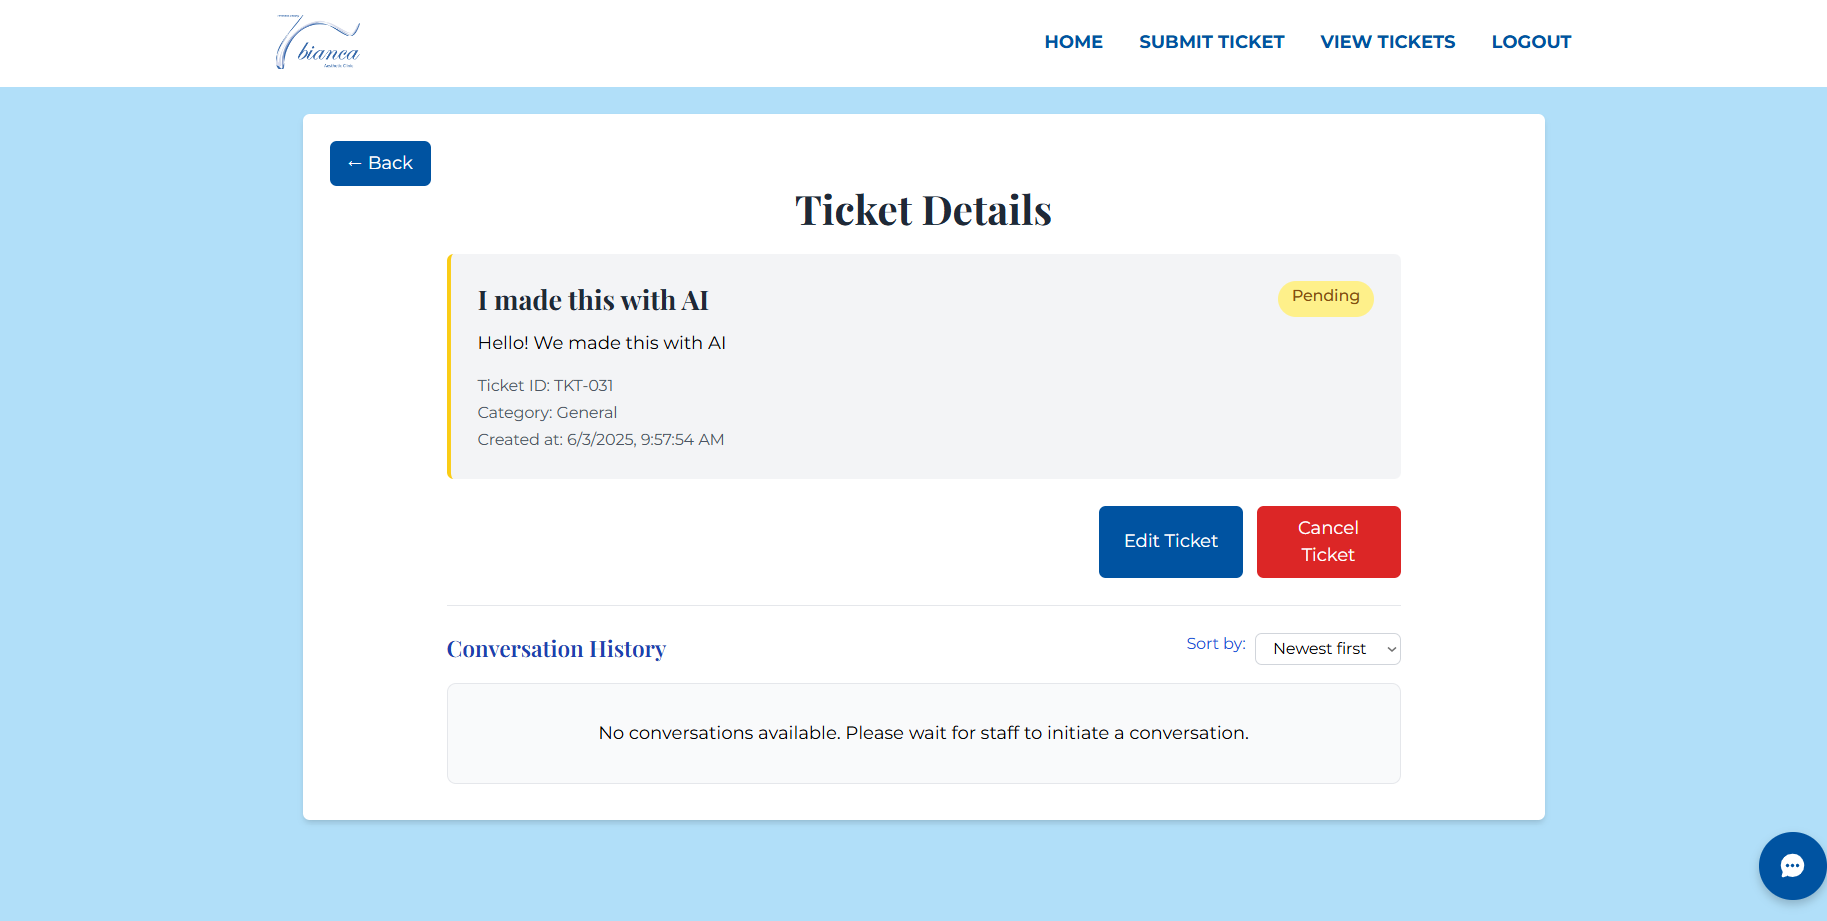 bianca
Aesthetic Clinic
HOME SUBMIT TICKET VIEW TICKETS LOGOUT
← Back
Ticket Details
I made this with AI
Pending
Hello! We made this with AI
Ticket ID: TKT-031
Category: General
Created at: 6/3/2025, 9:57:54 AM
Edit Ticket
Cancel
Ticket
Conversation History
Sort by: Newest first
No conversations available. Please wait for staff to initiate a conversation.